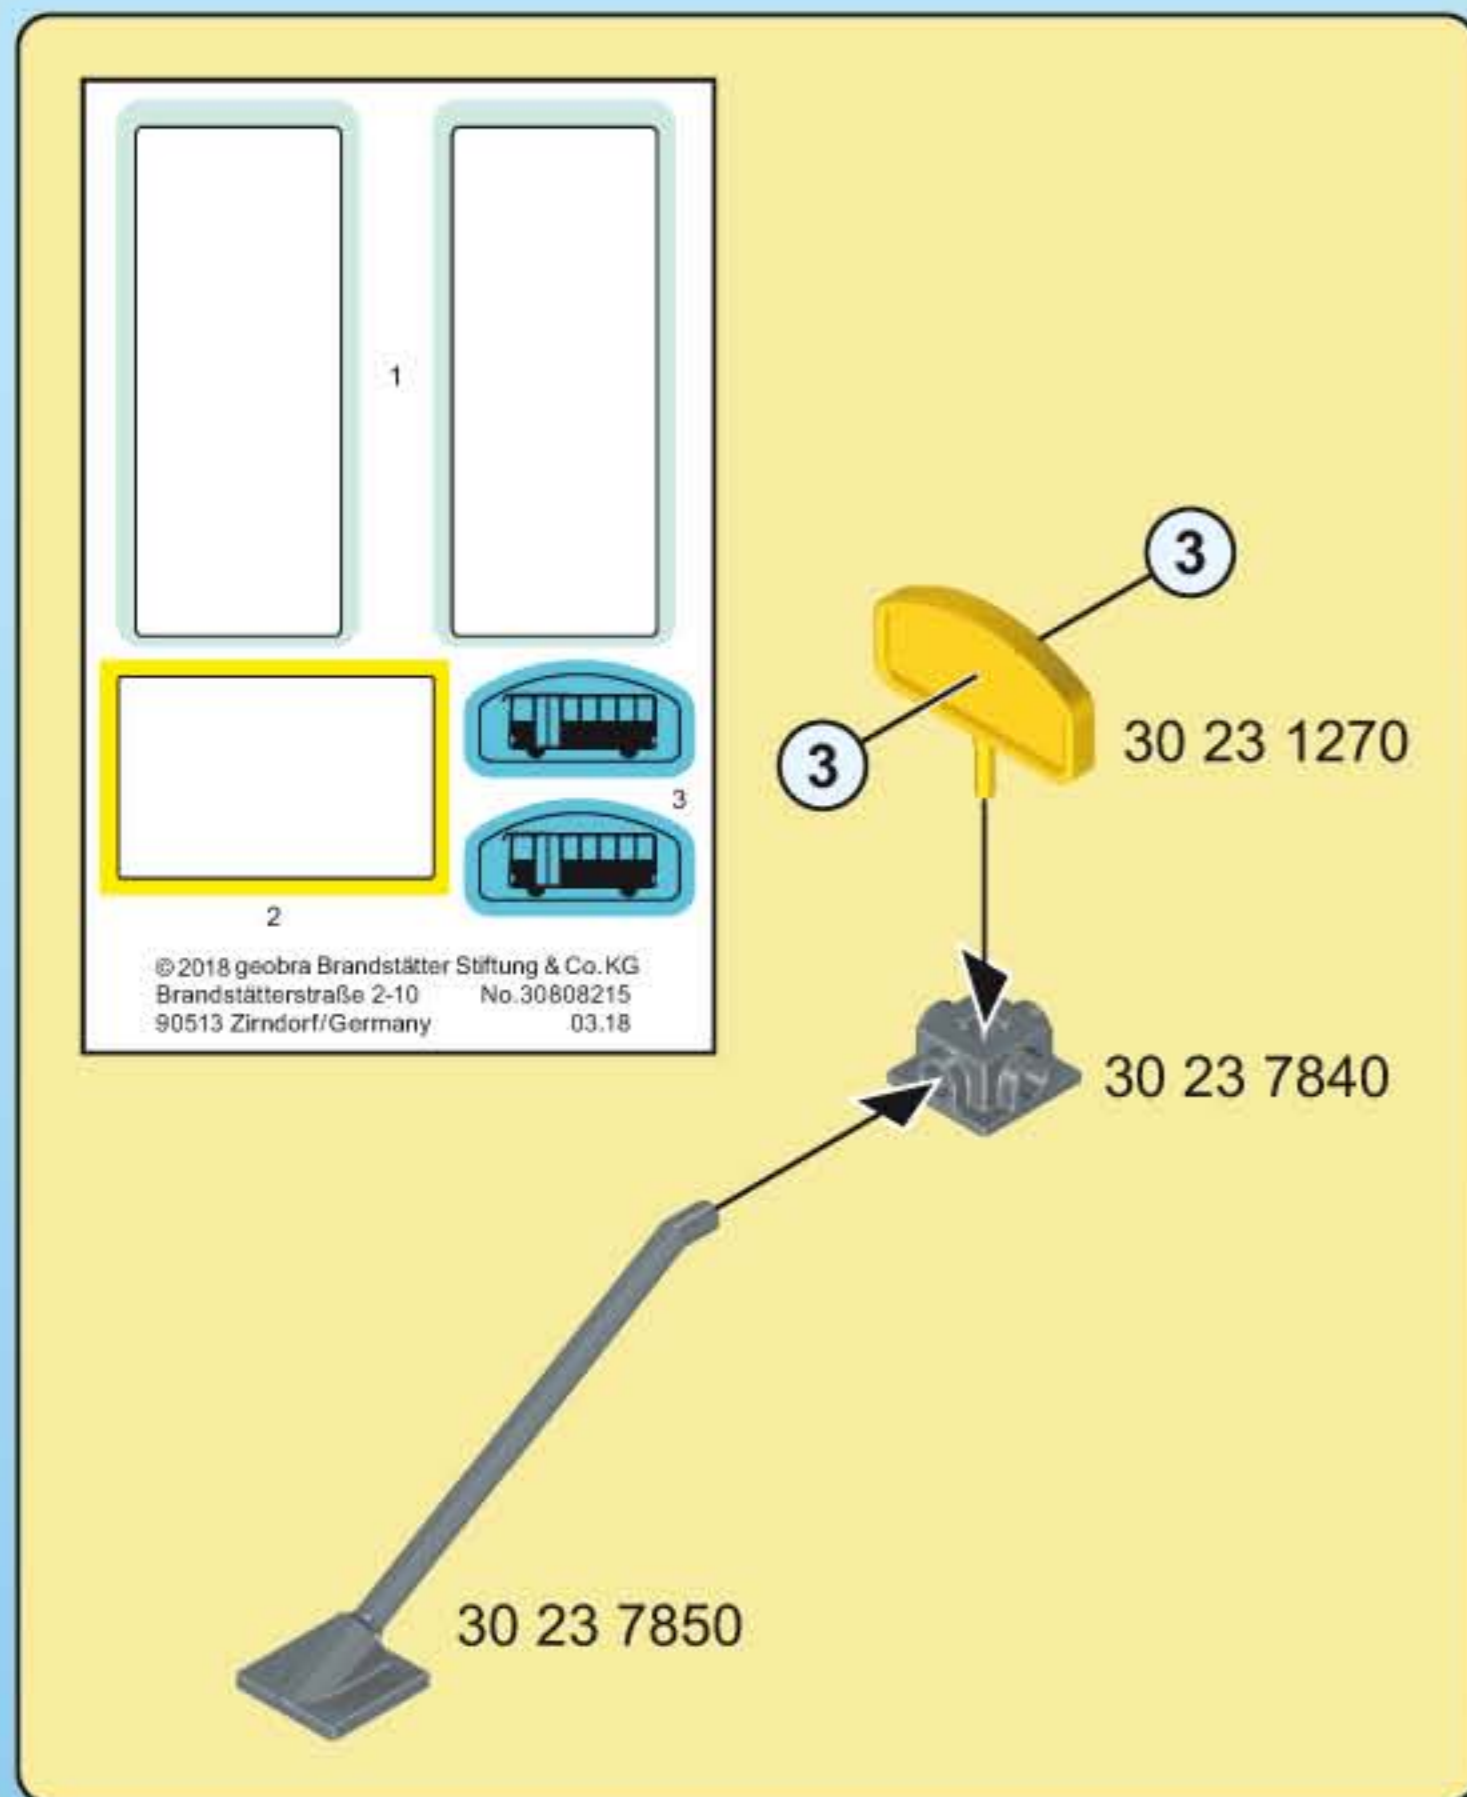 1
2
3
© 2018 geobra Brandstätter Stiftung & Co. KG
Brandstätterstraße 2-10 No.30808215
90513 Zirndorf/Germany 03.18
3
3
30 23 1270
30 23 7840
30 23 7850